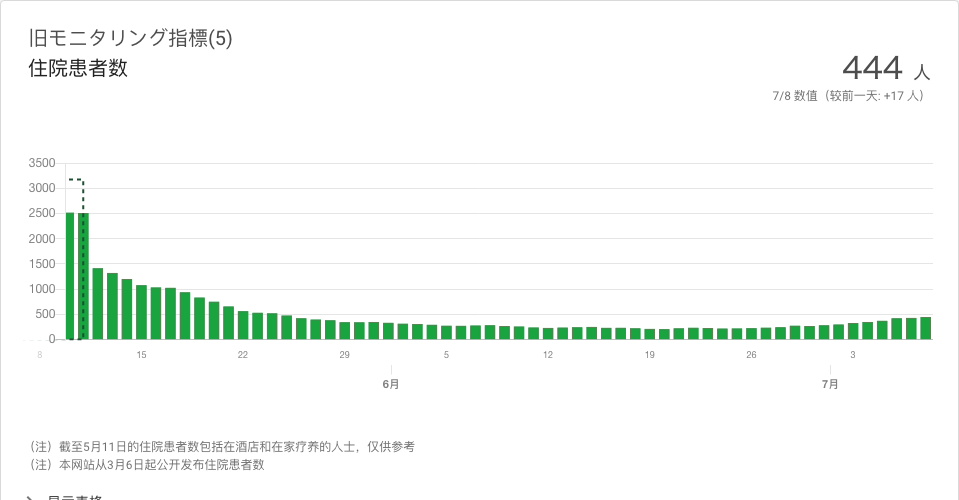 旧モニタリング指標(5)
住院患者数
444 人
7/8 数值（较前一天: +17 人）
3500
3000
2500
2000
1500
1000
500
0
8 15 22 29 5 12 19 26 3
6月 7月
（注）截至5月11日的住院患者数包括在酒店和在家疗养的人士，仅供参考
（注）本网站从3月6日起公开发布住院患者数